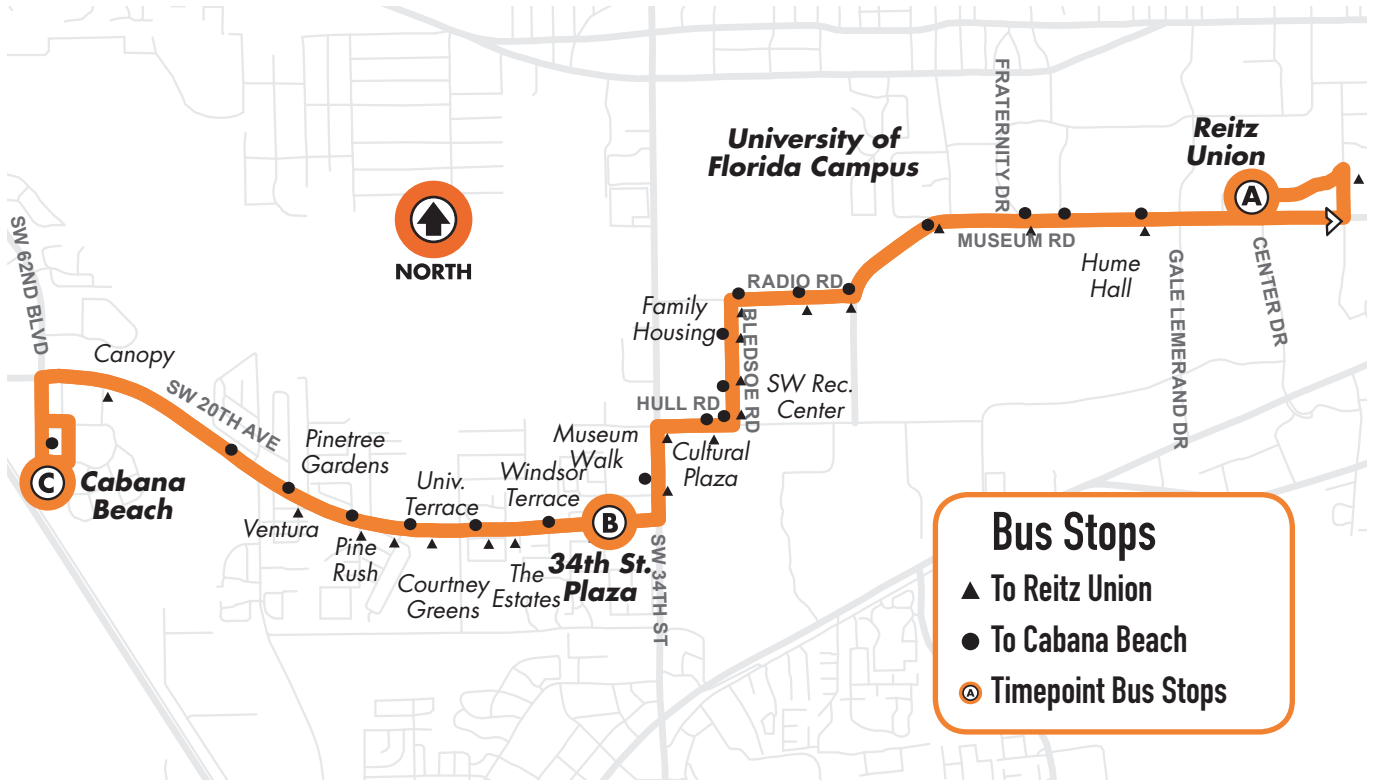 FRATERNITY DR
University of
Florida Campus
Reitz
Union
A
SW 62ND BLVD
NORTH
MUSEUM RD
CENTER DR
GALE LEMERAND DR
Hume
Hall
RADIO RD
Family
Housing
BLEDSOE RD
Canopy
SW 20TH AVE
HULL RD
SW Rec.
Center
Pinetree
Gardens
Museum
Walk
Cultural
Plaza
Univ.
Terrace
Windsor
Terrace
C
Cabana
Beach
Ventura
B
Pine
Rush
34th St.
Plaza
SW 34TH ST
Courtney
Greens
The
Estates
Bus Stops
To Reitz Union
To Cabana Beach
A
Timepoint Bus Stops